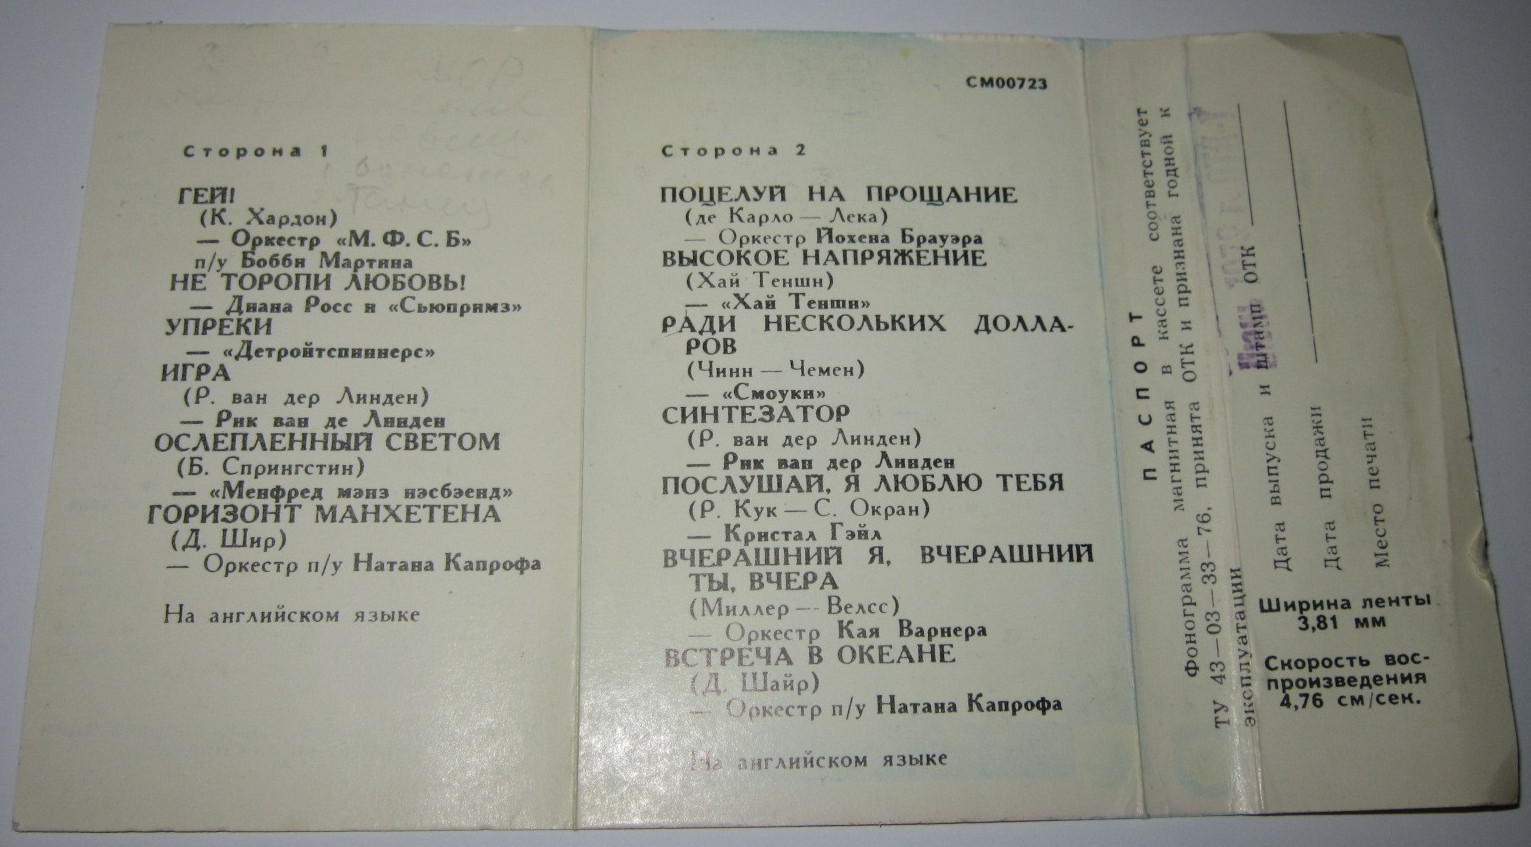 Сторона 1
ГЕЙ!
(К. Хардон)
— Оркестр «М. Ф. С. Б»
п/у Бобби Мартина
НЕ ТОРОПИ ЛЮБОВЬ!
— Диана Росс и «Сьюпримз»
УПРЕКИ
— «Детройтспиннерс»
ИГРА
(Р. ван дер Линден)
— Рик ван де Линден
ОСЛЕПЛЕННЫЙ СВЕТОМ
(Б. Спрингстин)
— «Менфред мэнз нэсбэенд»
ГОРИЗОНТ МАНХЕТЕНА
(Д. Шир)
— Оркестр п/у Натана Капрофа
На английском языке
СМ00723
Сторона 2
ПОЦЕЛУЙ НА ПРОЩАНИЕ
(де Карло — Лека)
— Оркестр Йохена Брауэра
ВЫСОКОЕ НАПРЯЖЕНИЕ
(Хай Теншн)
— «Хай Теншн»
РАДИ НЕСКОЛЬКИХ ДОЛЛА-
РОВ
(Чинн — Чемен)
— «Смоуки»
СИНТЕЗАТОР
(Р. ван дер Линден)
— Рик ван дер Линден
ПОСЛУШАЙ, Я ЛЮБЛЮ ТЕБЯ
(Р. Кук — С. Окран)
— Кристал Гэйл
ВЧЕРАШНИЙ Я, ВЧЕРАШНИЙ
ТЫ, ВЧЕРА
(Миллер — Велсс)
— Оркестр Кая Варнера
ВСТРЕЧА В ОКЕАНЕ
(Д. Шайр)
— Оркестр п/у Натана Капрофа
На английском языке
ПАСПОРТ
Фонограмма магнитная в кассете соответствует
ТУ 43—03—33—76, принята ОТК и признана годной к
эксплуатации
Дата выпуска и штамп ОТК
Дата продажи
Место печати
Ширина ленты
3,81 мм
Скорость вос-
произведения
4,76 см/сек.